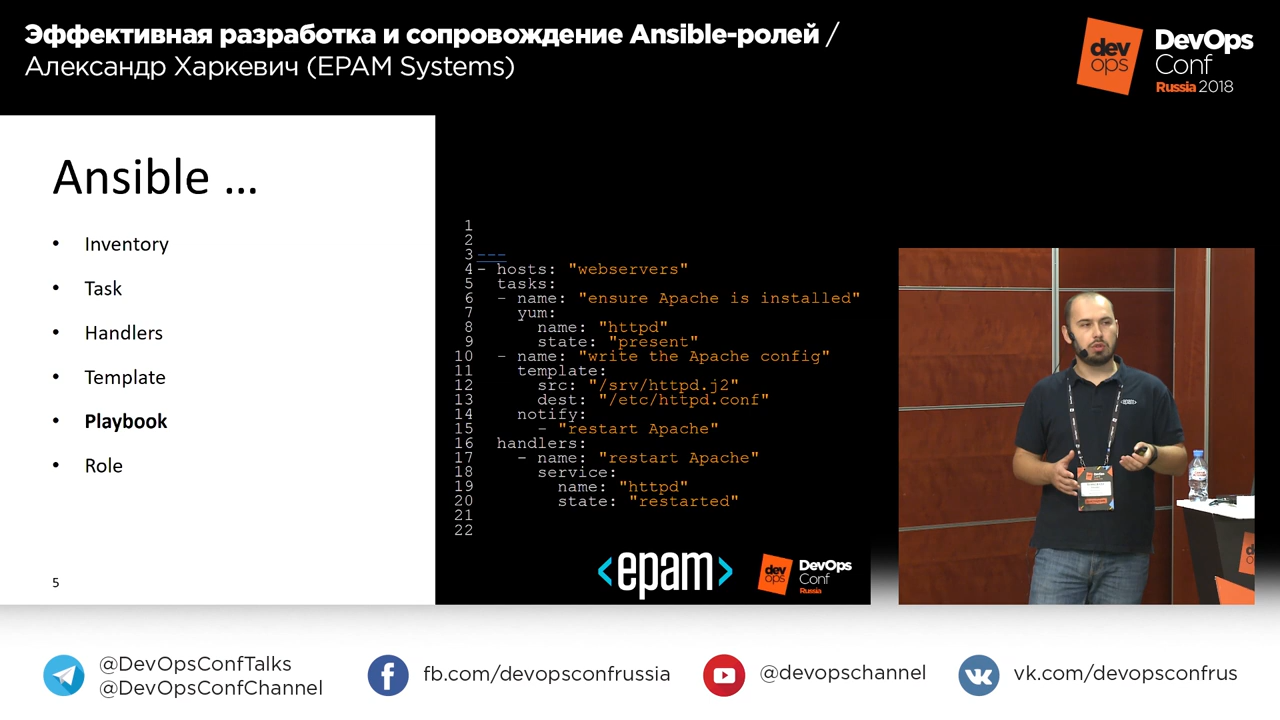 Эффективная разработка и сопровождение Ansible-ролей /
Александр Харкевич (EPAM Systems)
dev
ops
DevOps
Conf
Russia 2018
Ansible ...
• Inventory
• Task
• Handlers
• Template
• Playbook
• Role
5
1
2
3 ---
4 - hosts: "webservers"
5 tasks:
6 - name: "ensure Apache is installed"
7 yum:
8 name: "httpd"
9 state: "present"
10 - name: "write the Apache config"
11 template:
12 src: "/srv/httpd.j2"
13 dest: "/etc/httpd.conf"
14 notify:
15 - "restart Apache"
16 handlers:
17 - name: "restart Apache"
18 service:
19 name: "httpd"
20 state: "restarted"
21
22
<epam>
dev
ops
DevOps
Conf
Russia
@DevOpsConfTalks
@DevOpsConfChannel
fb.com/devopsconfrussia
@devopschannel
vk.com/devopsconfrus